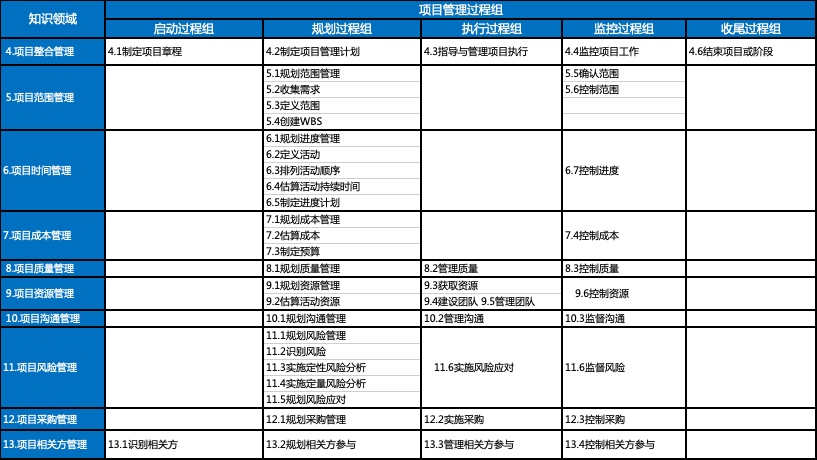 知识领域
项目管理过程组
启动过程组 规划过程组 执行过程组 监控过程组 收尾过程组
4.项目整合管理 4.1制定项目章程 4.2制定项目管理计划 4.3指导与管理项目执行 4.4监控项目工作 4.6结束项目或阶段
5.项目范围管理
5.1规划范围管理 5.5确认范围
5.2收集需求 5.6控制范围
5.3定义范围
5.4创建WBS
6.项目时间管理
6.1规划进度管理
6.2定义活动
6.3排列活动顺序 6.7控制进度
6.4估算活动持续时间
6.5制定进度计划
7.项目成本管理
7.1规划成本管理
7.2估算成本 7.4控制成本
7.3制定预算
8.项目质量管理 8.1规划质量管理 8.2管理质量 8.3控制质量
9.项目资源管理
9.1规划资源管理 9.3获取资源 9.6控制资源
9.2估算活动资源 9.4建设团队 9.5管理团队
10.项目沟通管理 10.1规划沟通管理 10.2管理沟通 10.3监督沟通
11.项目风险管理
11.1规划风险管理
11.2识别风险
11.3实施定性风险分析 11.6实施风险应对 11.6监督风险
11.4实施定量风险分析
11.5规划风险应对
12.项目采购管理 12.1规划采购管理 12.2实施采购 12.3控制采购
13.项目相关方管理 13.1识别相关方 13.2规划相关方参与 13.3管理相关方参与 13.4控制相关方参与